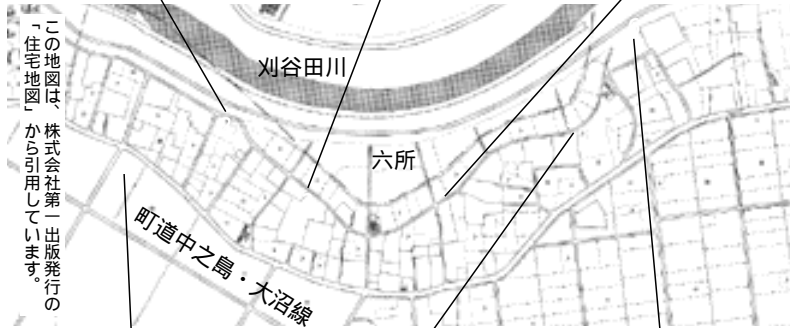 この地図は、株式会社第一出版発行の
「住宅地図」から引用しています。
刈谷田川
六所
町道中之島・大沼線